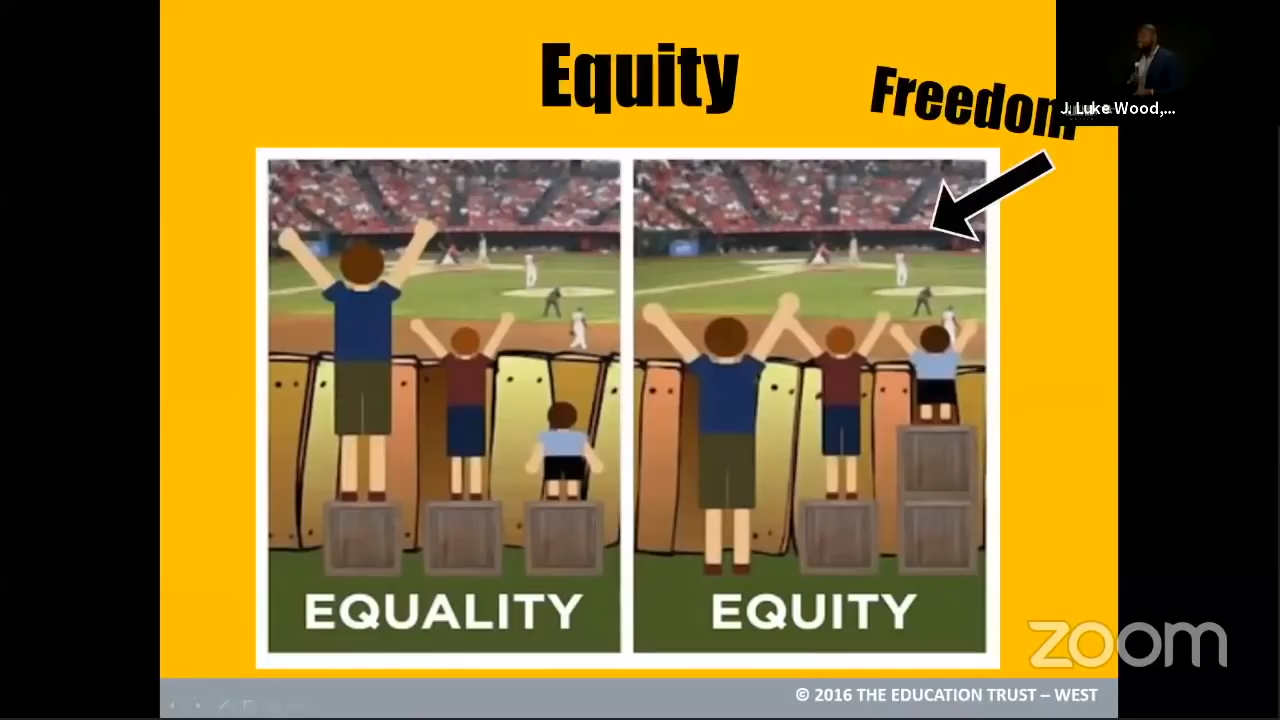 Equity
Freedom
J. Luke Wood,...
EQUALITY
EQUITY
zoom
© 2016 THE EDUCATION TRUST – WEST